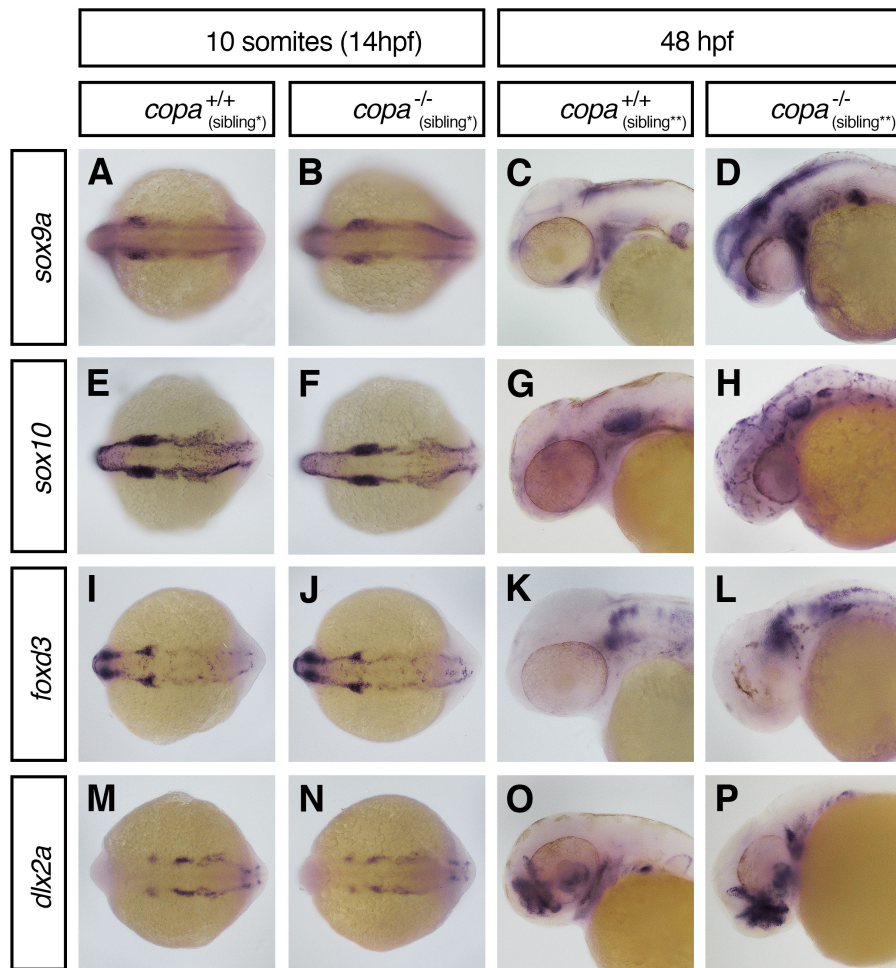 10 somites (14hpf)
48 hpf
copa+/+ (sibling*)
copa-/- (sibling*)
copa+/+ (sibling**)
copa-/- (sibling**)
sox9a
A
B
C
D
sox10
E
F
G
H
foxd3
I
J
K
L
dlx2a
M
N
O
P